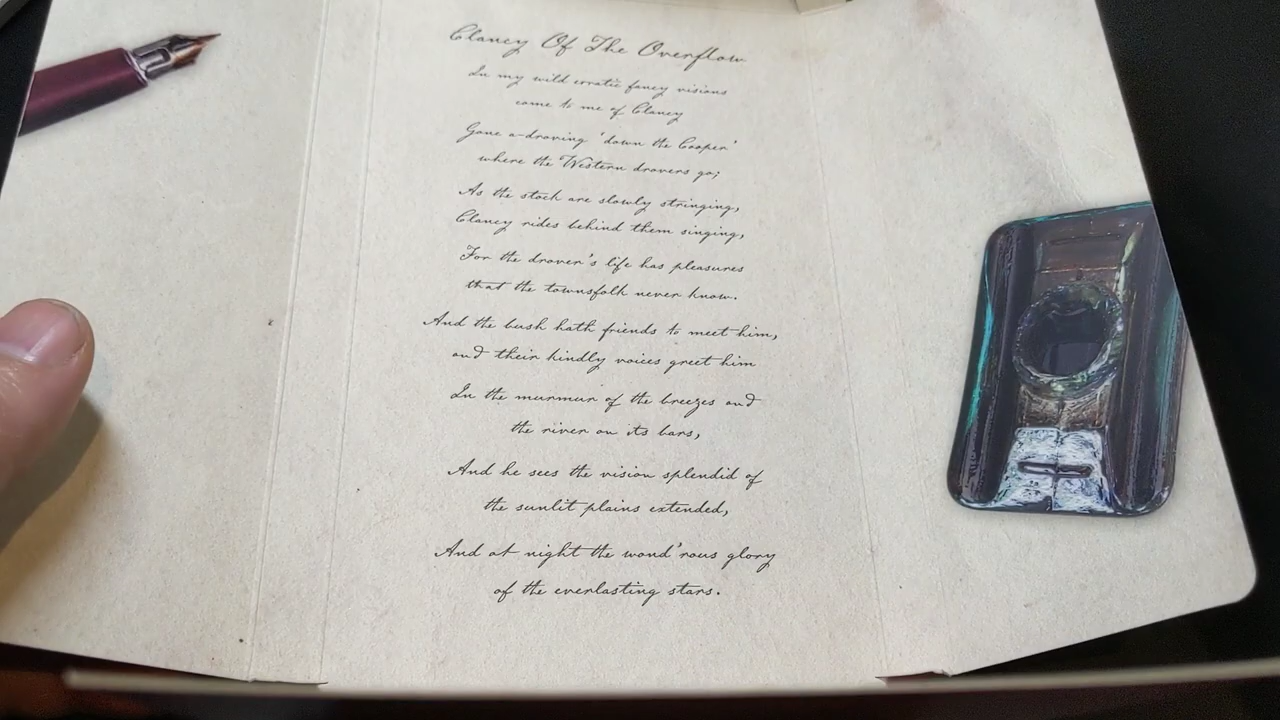 Clancy Of The Overflow
In my wild erratic fancy visions
come to me of Clancy
Gone a-droving 'down the Cooper'
where the Western drovers go;
As the stock are slowly stringing,
Clancy rides behind them singing,
For the drover's life has pleasures
that the townsfolk never know.
And the bush hath friends to meet him,
and their kindly voices greet him
In the murmur of the breezes and
the river on its bars,
And he sees the vision splendid of
the sunlit plains extended,
And at night the wond'rous glory
of the everlasting stars.